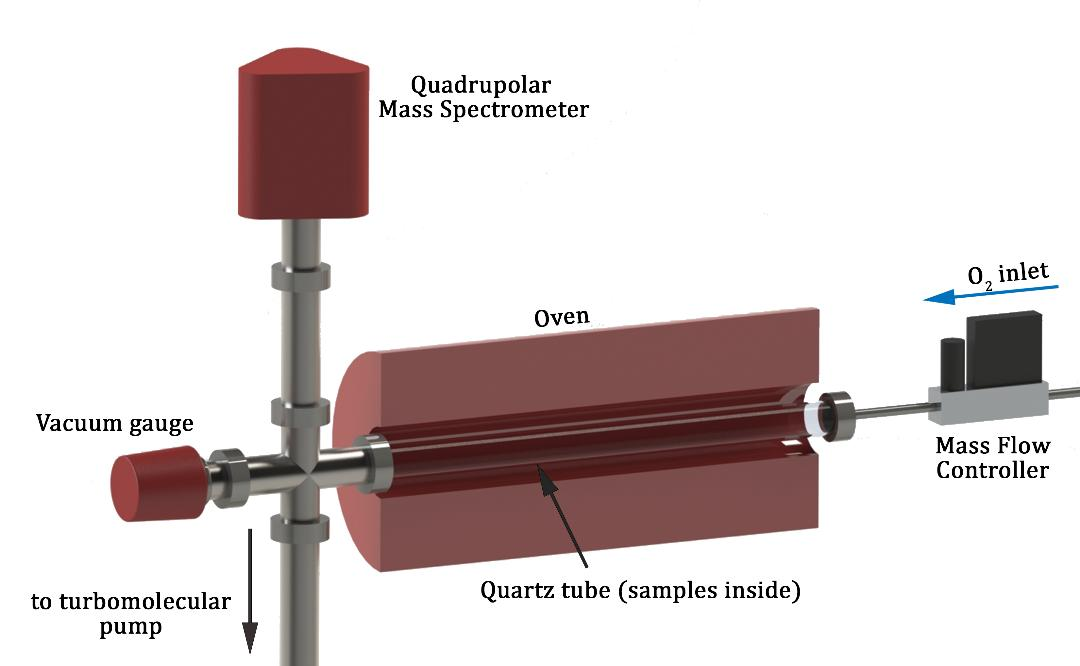 Quadrupolar
Mass Spectrometer
O₂ inlet
Oven
Vacuum gauge
Mass Flow
Controller
Quartz tube (samples inside)
to turbomolecular
pump